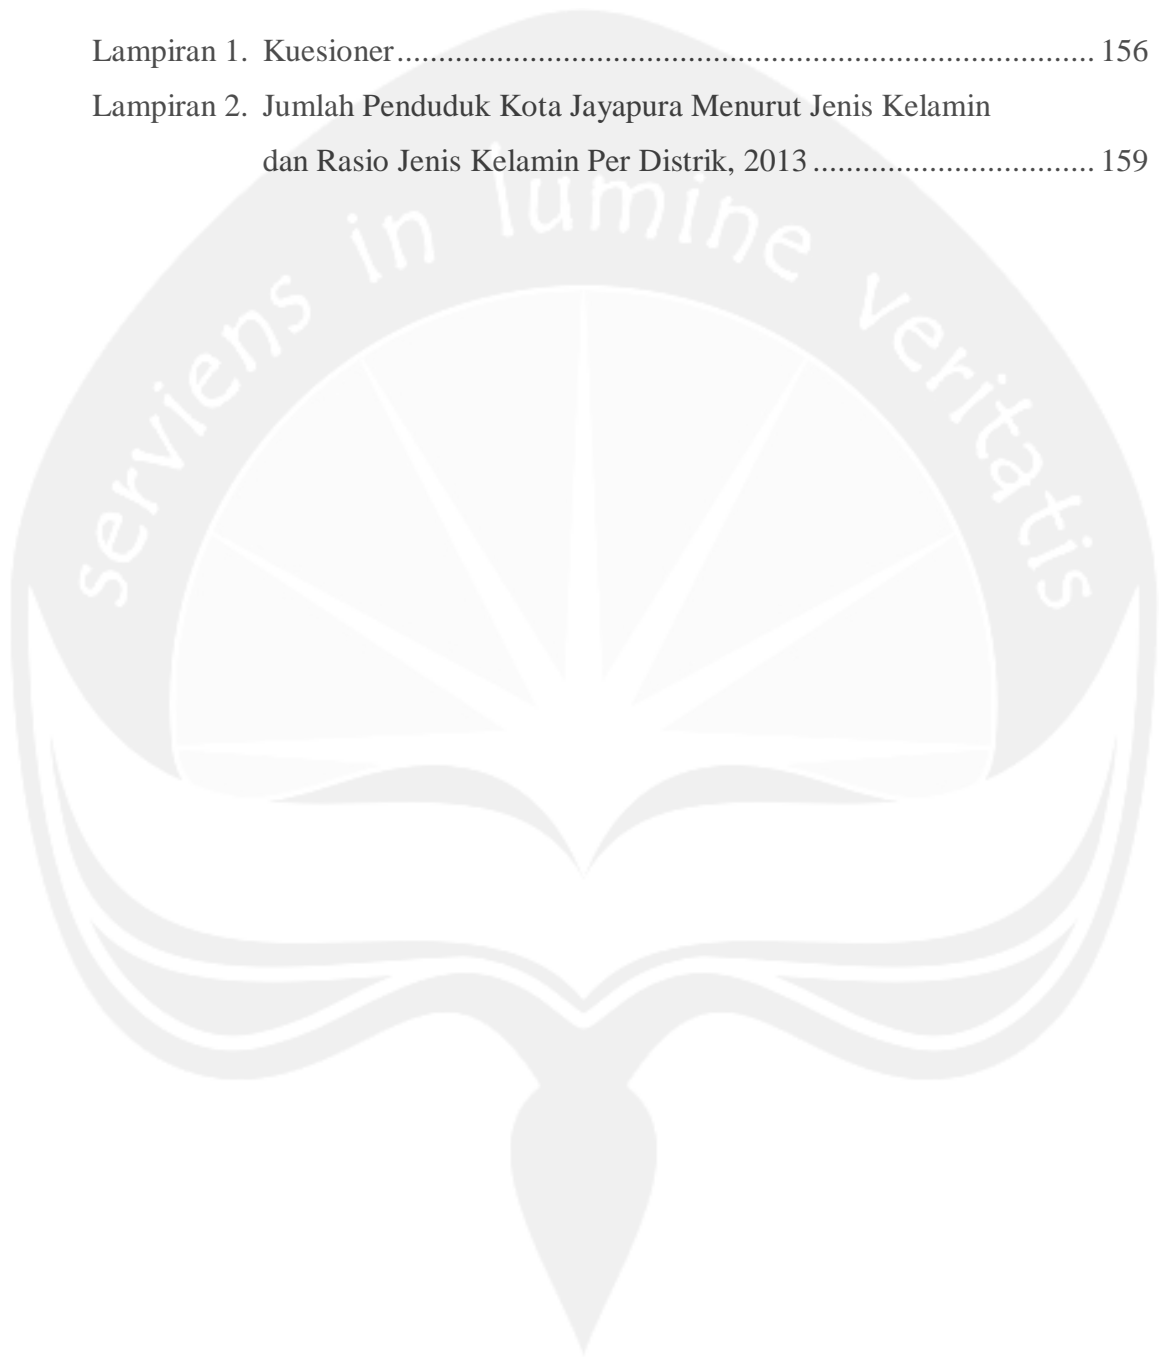 Lampiran 1. Kuesioner..................................................................................... 156
Lampiran 2. Jumlah Penduduk Kota Jayapura Menurut Jenis Kelamin
dan Rasio Jenis Kelamin Per Distrik, 2013.................................. 159
serviens in lumine veritatis